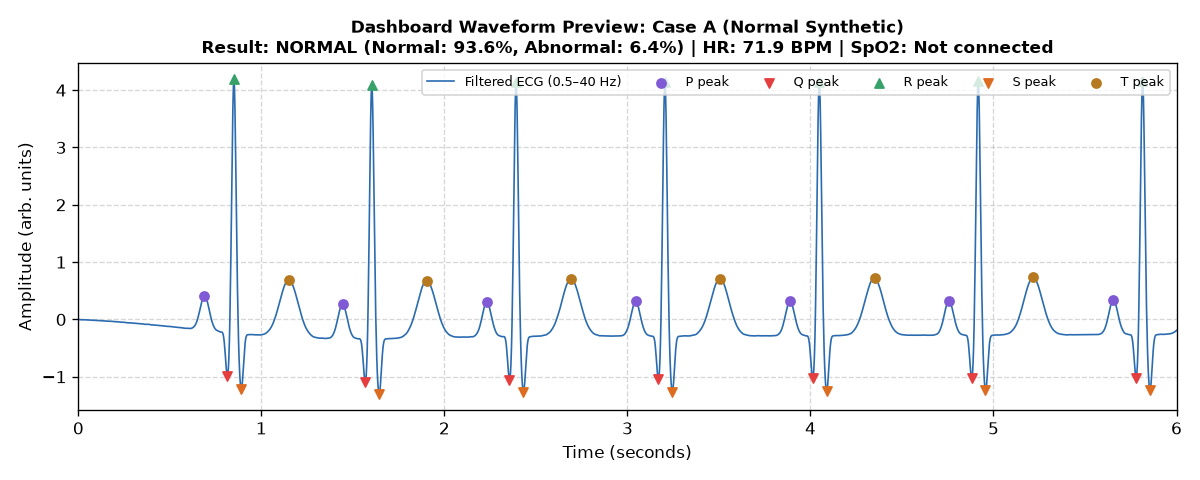 Dashboard Waveform Preview: Case A (Normal Synthetic)
Result: NORMAL (Normal: 93.6%, Abnormal: 6.4%) | HR: 71.9 BPM | SpO2: Not connected
Filtered ECG (0.5–40 Hz) P peak Q peak R peak S peak T peak
Amplitude (arb. units)
4
3
2
1
0
−1
0 1 2 3 4 5 6
Time (seconds)